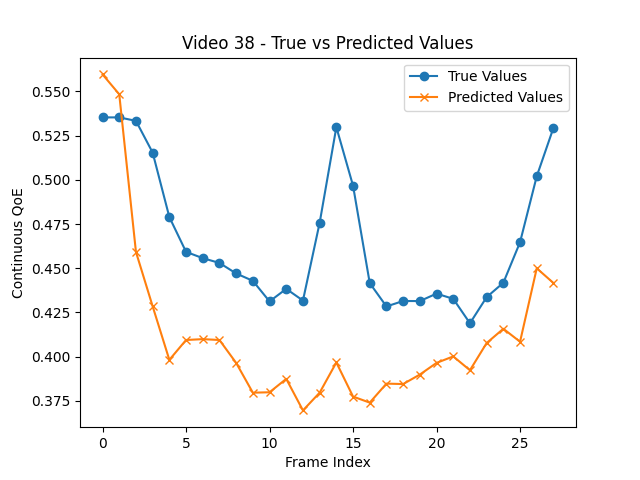 Video 38 - True vs Predicted Values
True Values
Predicted Values
Continuous QoE
0.550
0.525
0.500
0.475
0.450
0.425
0.400
0.375
0 5 10 15 20 25
Frame Index